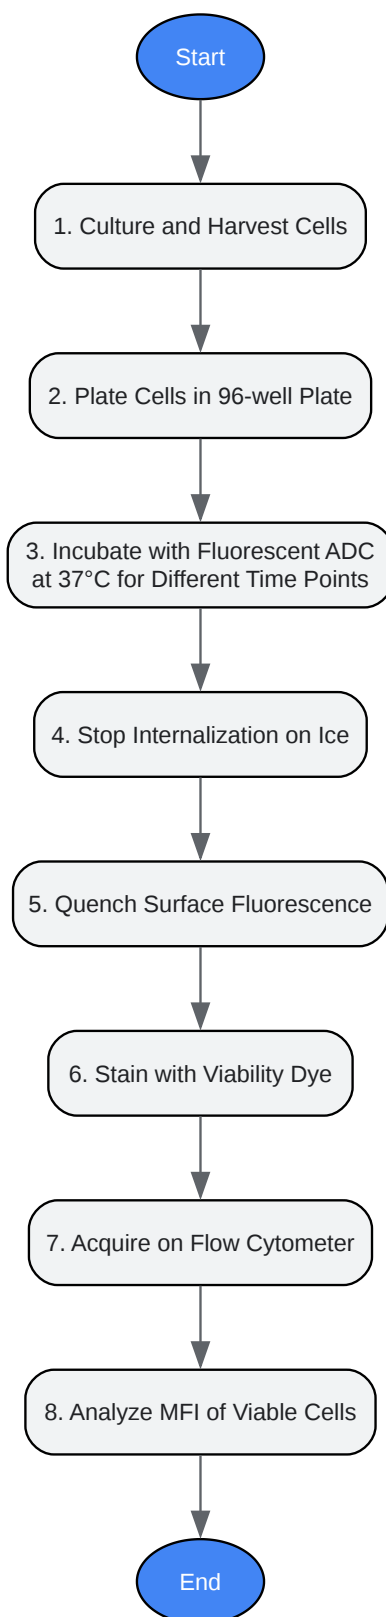 Start
1. Culture and Harvest Cells
2. Plate Cells in 96-well Plate
3. Incubate with Fluorescent ADC
at 37°C for Different Time Points
4. Stop Internalization on Ice
5. Quench Surface Fluorescence
6. Stain with Viability Dye
7. Acquire on Flow Cytometer
8. Analyze MFI of Viable Cells
End